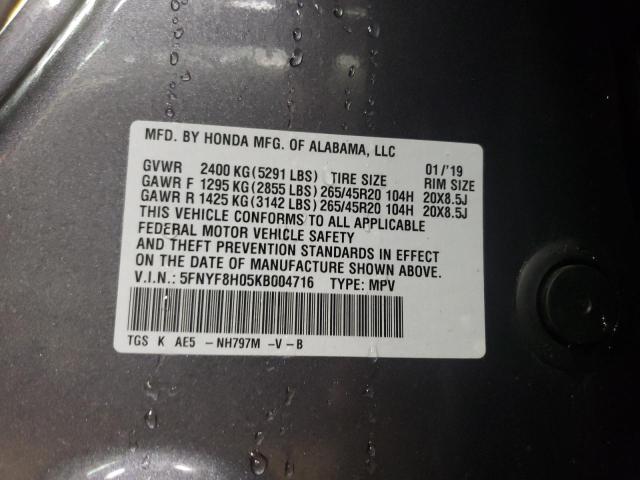 MFD. BY HONDA MFG. OF ALABAMA, LLC
GVWR 2400 KG(5291 LBS) TIRE SIZE 01/'19 RIM SIZE
GAWR F 1295 KG(2855 LBS)265/45R20 104H 20X8.5J
GAWR R 1425 KG(3142 LBS)265/45R20 104H 20X8.5J
THIS VEHICLE CONFORMS TO ALL APPLICABLE
FEDERAL MOTOR VEHICLE SAFETY
AND THEFT PREVENTION STANDARDS IN EFFECT
ON THE DATE OF MANUFACTURE SHOWN ABOVE.
V.I.N.: 5FNYF8H05KB004716 TYPE: MPV
TGS K AE5 -NH797M -V-B